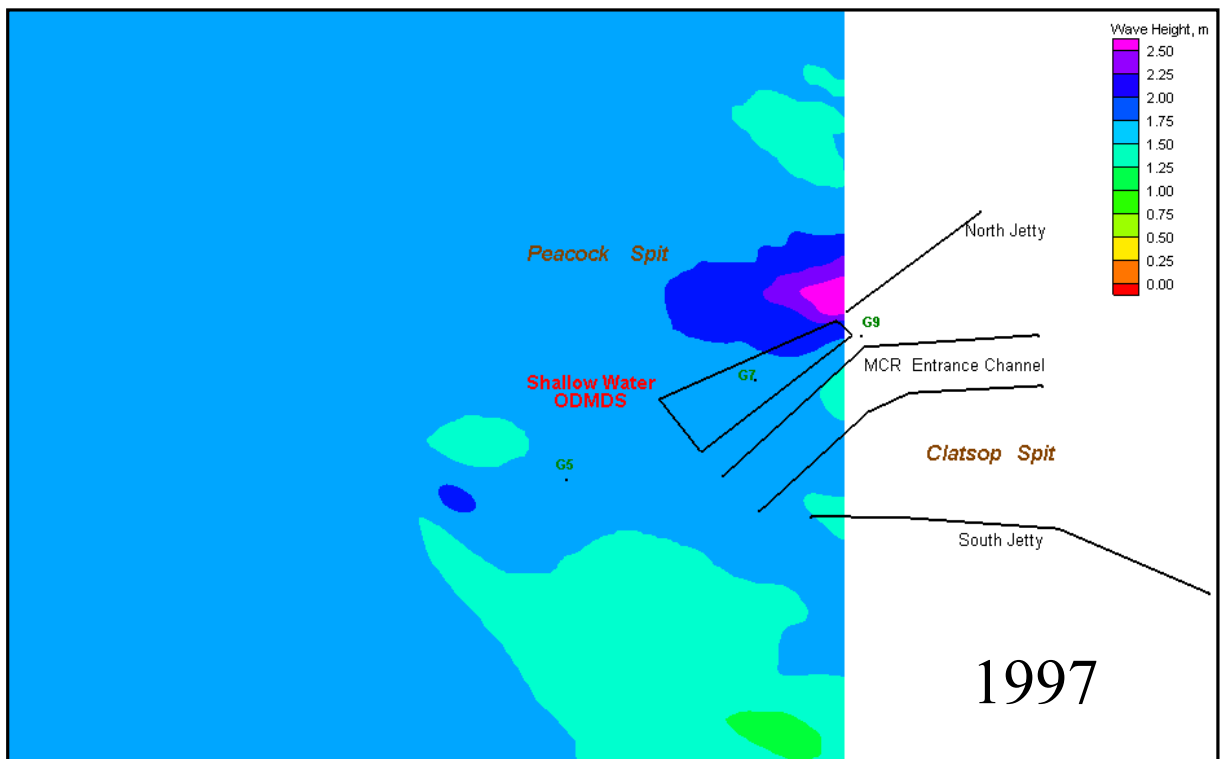 Wave Height, m
2.50
2.25
2.00
1.75
1.50
1.25
1.00
0.75
0.50
0.25
0.00
North Jetty
Peacock Spit
G9
MCR Entrance Channel
G7
Shallow Water
ODMDS
Clatsop Spit
G5
South Jetty
1997